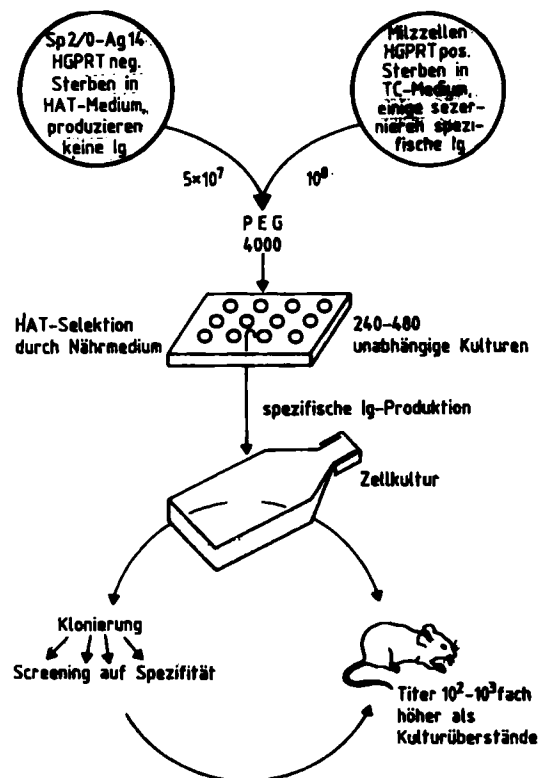 Sp2/0-Ag14
HGPRT neg.
Sterben in
HAT-Medium,
produzieren
keine Ig
Milzzellen
HGPRT pos.
Sterben in
TC-Medium,
einige sezer-
nieren spezi-
fische Ig
5×10⁷
10⁸
PEG
4000
HAT-Selektion
durch Nährmedium
240-480
unabhängige Kulturen
spezifische Ig-Produktion
Zellkultur
Klonierung
Screening auf Spezifität
Titer 10²-10³fach
höher als
Kulturüberstände